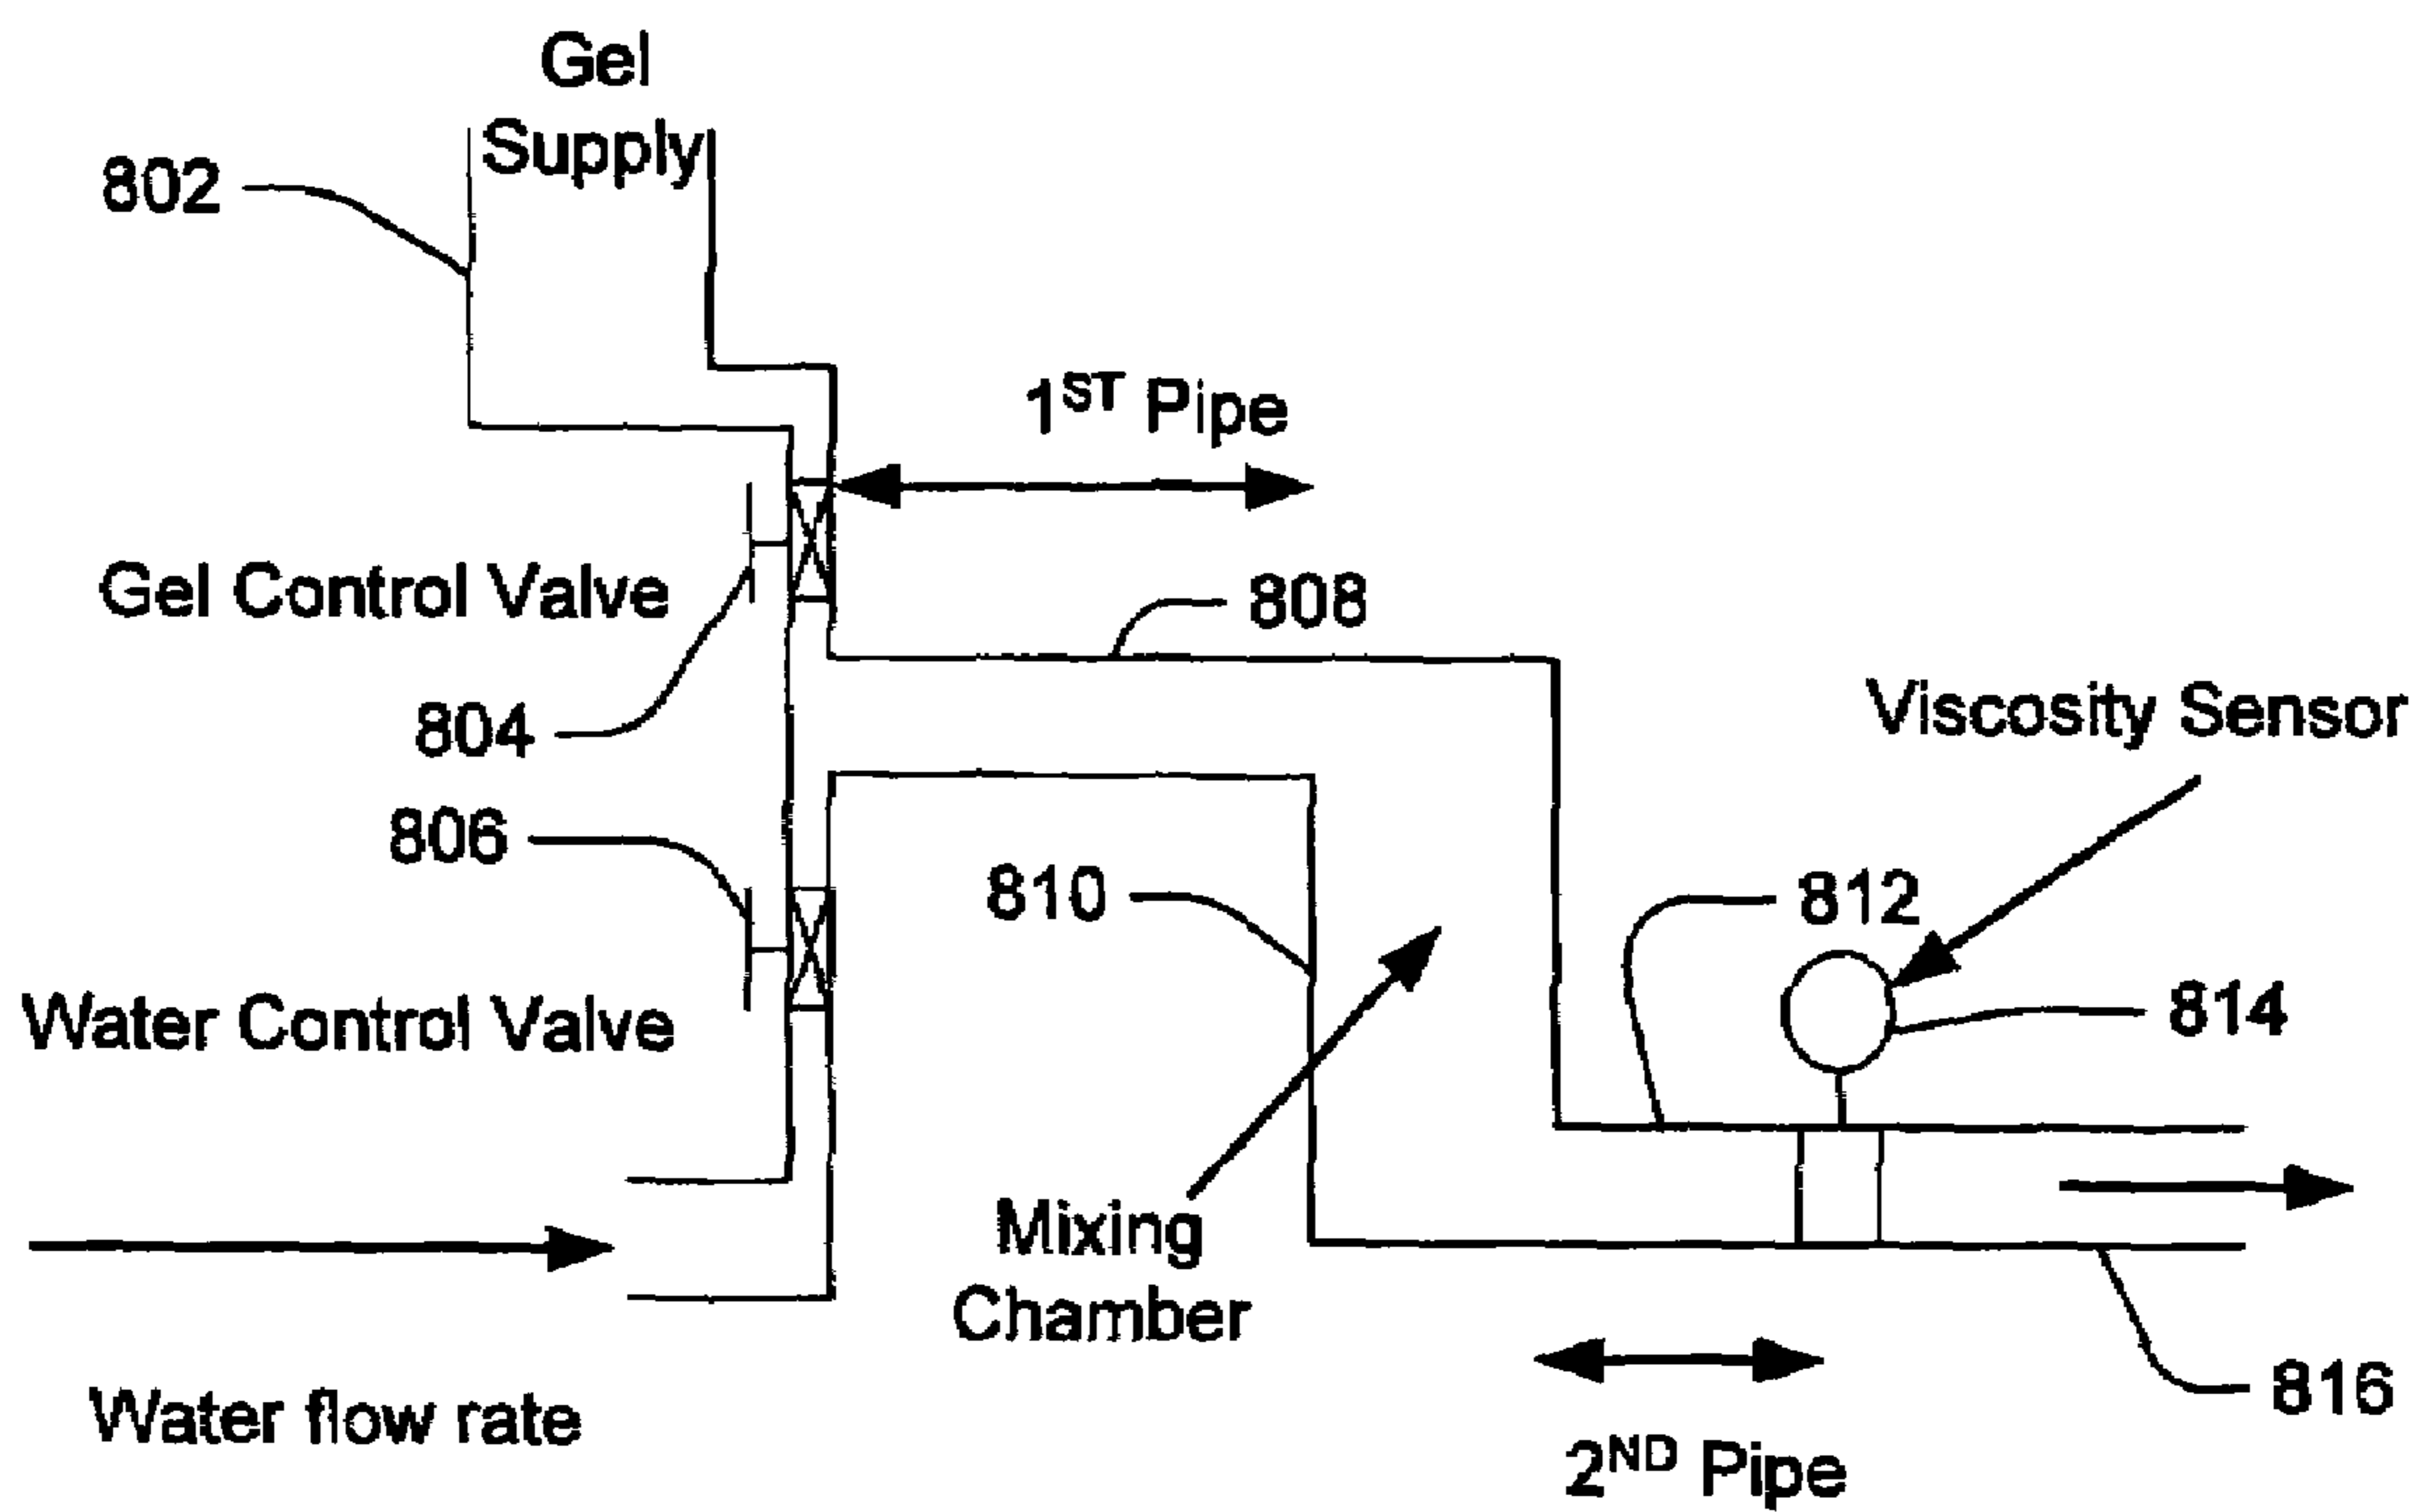 Gel
Supply
802
1ST Pipe
Gel Control Valve
808
804
Viscosity Sensor
806
810
812
Water Control Valve
814
Mixing
Chamber
Water flow rate
816
2ND Pipe